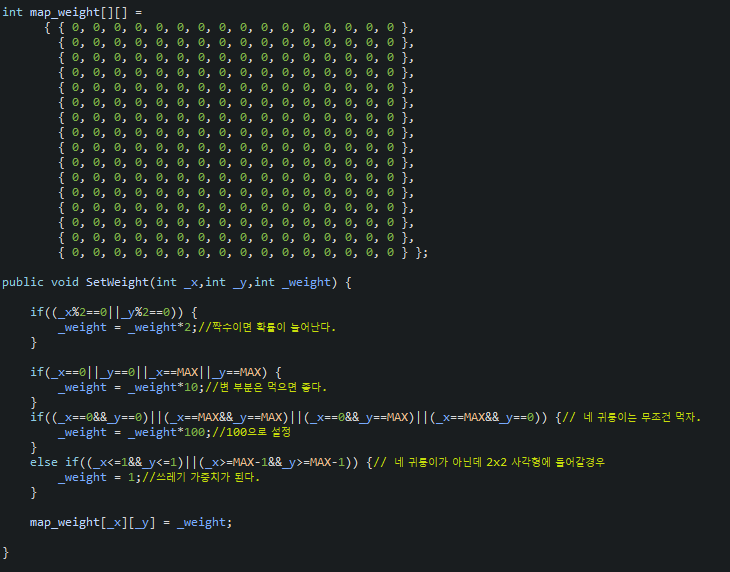 int map_weight[][] =
{ { 0, 0, 0, 0, 0, 0, 0, 0, 0, 0, 0, 0, 0, 0, 0, 0 },
{ 0, 0, 0, 0, 0, 0, 0, 0, 0, 0, 0, 0, 0, 0, 0, 0 },
{ 0, 0, 0, 0, 0, 0, 0, 0, 0, 0, 0, 0, 0, 0, 0, 0 },
{ 0, 0, 0, 0, 0, 0, 0, 0, 0, 0, 0, 0, 0, 0, 0, 0 },
{ 0, 0, 0, 0, 0, 0, 0, 0, 0, 0, 0, 0, 0, 0, 0, 0 },
{ 0, 0, 0, 0, 0, 0, 0, 0, 0, 0, 0, 0, 0, 0, 0, 0 },
{ 0, 0, 0, 0, 0, 0, 0, 0, 0, 0, 0, 0, 0, 0, 0, 0 },
{ 0, 0, 0, 0, 0, 0, 0, 0, 0, 0, 0, 0, 0, 0, 0, 0 },
{ 0, 0, 0, 0, 0, 0, 0, 0, 0, 0, 0, 0, 0, 0, 0, 0 },
{ 0, 0, 0, 0, 0, 0, 0, 0, 0, 0, 0, 0, 0, 0, 0, 0 },
{ 0, 0, 0, 0, 0, 0, 0, 0, 0, 0, 0, 0, 0, 0, 0, 0 },
{ 0, 0, 0, 0, 0, 0, 0, 0, 0, 0, 0, 0, 0, 0, 0, 0 },
{ 0, 0, 0, 0, 0, 0, 0, 0, 0, 0, 0, 0, 0, 0, 0, 0 },
{ 0, 0, 0, 0, 0, 0, 0, 0, 0, 0, 0, 0, 0, 0, 0, 0 },
{ 0, 0, 0, 0, 0, 0, 0, 0, 0, 0, 0, 0, 0, 0, 0, 0 },
{ 0, 0, 0, 0, 0, 0, 0, 0, 0, 0, 0, 0, 0, 0, 0, 0 } };
public void SetWeight(int _x,int _y,int _weight) {
if((_x%2==0||_y%2==0)) {
_weight = _weight*2;//짝수이면 확률이 늘어난다.
}
if(_x==0||_y==0||_x==MAX||_y==MAX) {
_weight = _weight*10;//변 부분은 먹으면 좋다.
}
if((_x==0&&_y==0)||(_x==MAX&&_y==MAX)||(_x==0&&_y==MAX)||(_x==MAX&&_y==0)) {// 네 귀퉁이는 무조건 먹자.
_weight = _weight*100;//100으로 설정
}
else if((_x<=1&&_y<=1)||(_x>=MAX-1&&_y>=MAX-1)) {// 네 귀퉁이가 아닌데 2x2 사각형에 들어갈경우
_weight = 1;//쓰레기 가중치가 된다.
}
map_weight[_x][_y] = _weight;
}